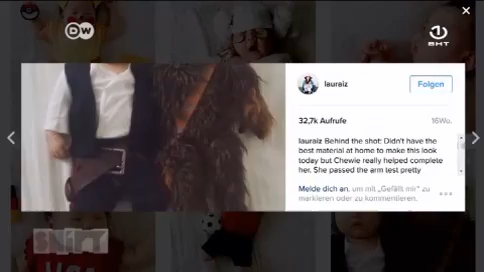 DW
BHT
lauraiz
Folgen
32,7k Aufrufe
16Wo.
lauraiz Behind the shot: Didn't have the
best material at home to make this look
today but Chewie really helped complete
her. She passed the arm test pretty
Melde dich an, um mit „Gefällt mir" zu
markieren oder zu kommentieren.